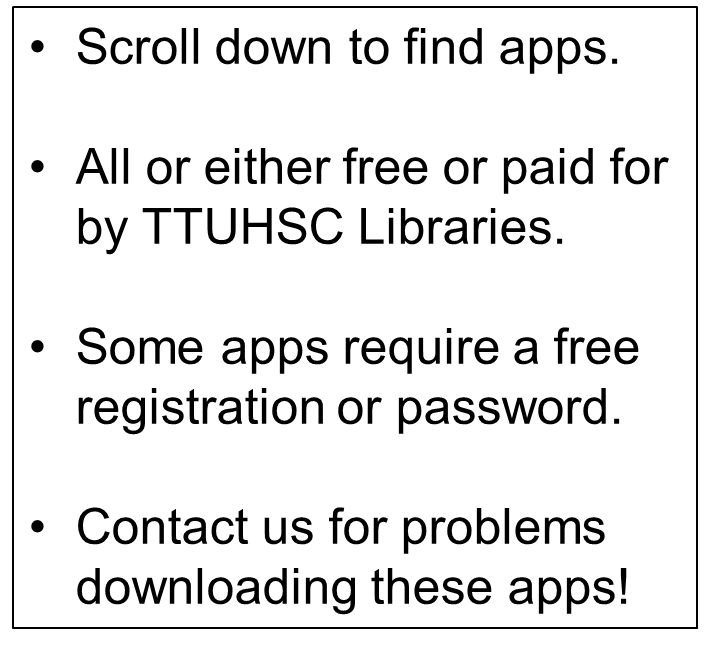 • Scroll down to find apps.
• All or either free or paid for
by TTUHSC Libraries.
• Some apps require a free
registration or password.
• Contact us for problems
downloading these apps!